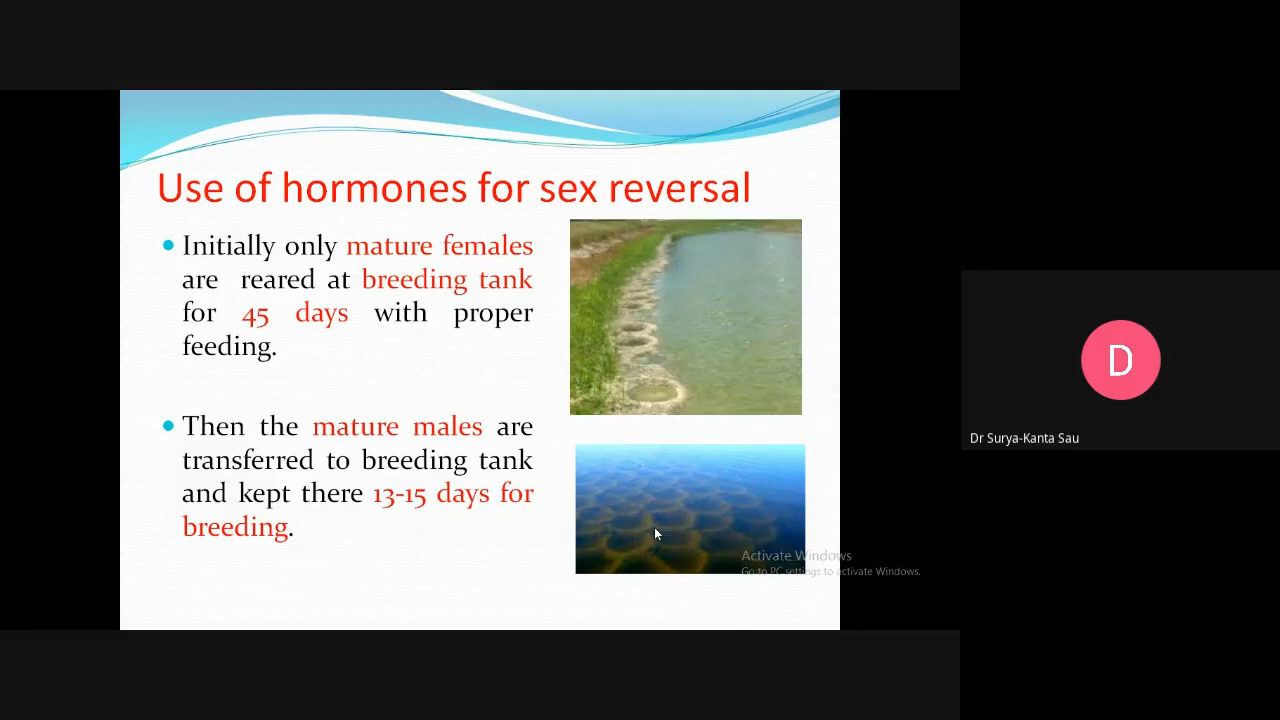 Use of hormones for sex reversal
Initially only mature females
are reared at breeding tank
for 45 days with proper
feeding.
Then the mature males are
transferred to breeding tank
and kept there 13-15 days for
breeding.
Activate Windows
Go to PC settings to activate Windows.
D
Dr Surya-Kanta Sau